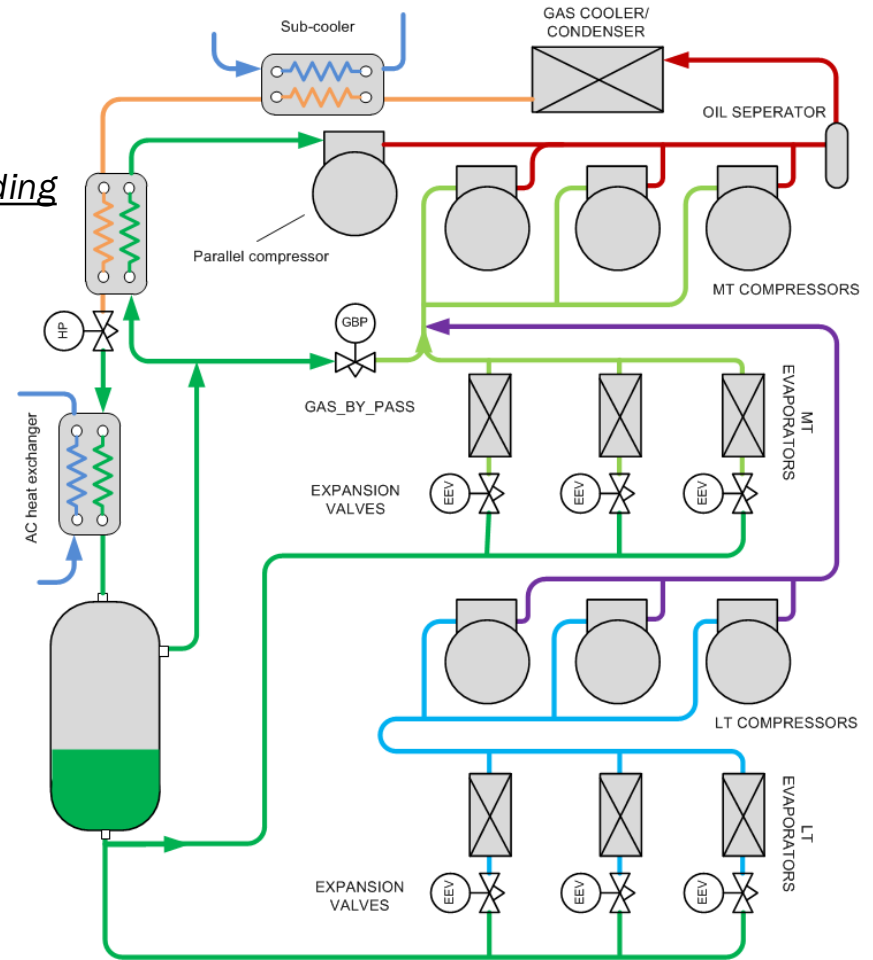 Sub-cooler
GAS COOLER/
CONDENSER
OIL SEPERATOR
ding
Parallel compressor
MT COMPRESSORS
HP
GBP
GAS_BY_PASS
MT
EVAPORATORS
AC heat exchanger
EXPANSION
VALVES
EEV
EEV
EEV
LT COMPRESSORS
LT
EVAPORATORS
EXPANSION
VALVES
EEV
EEV
EEV